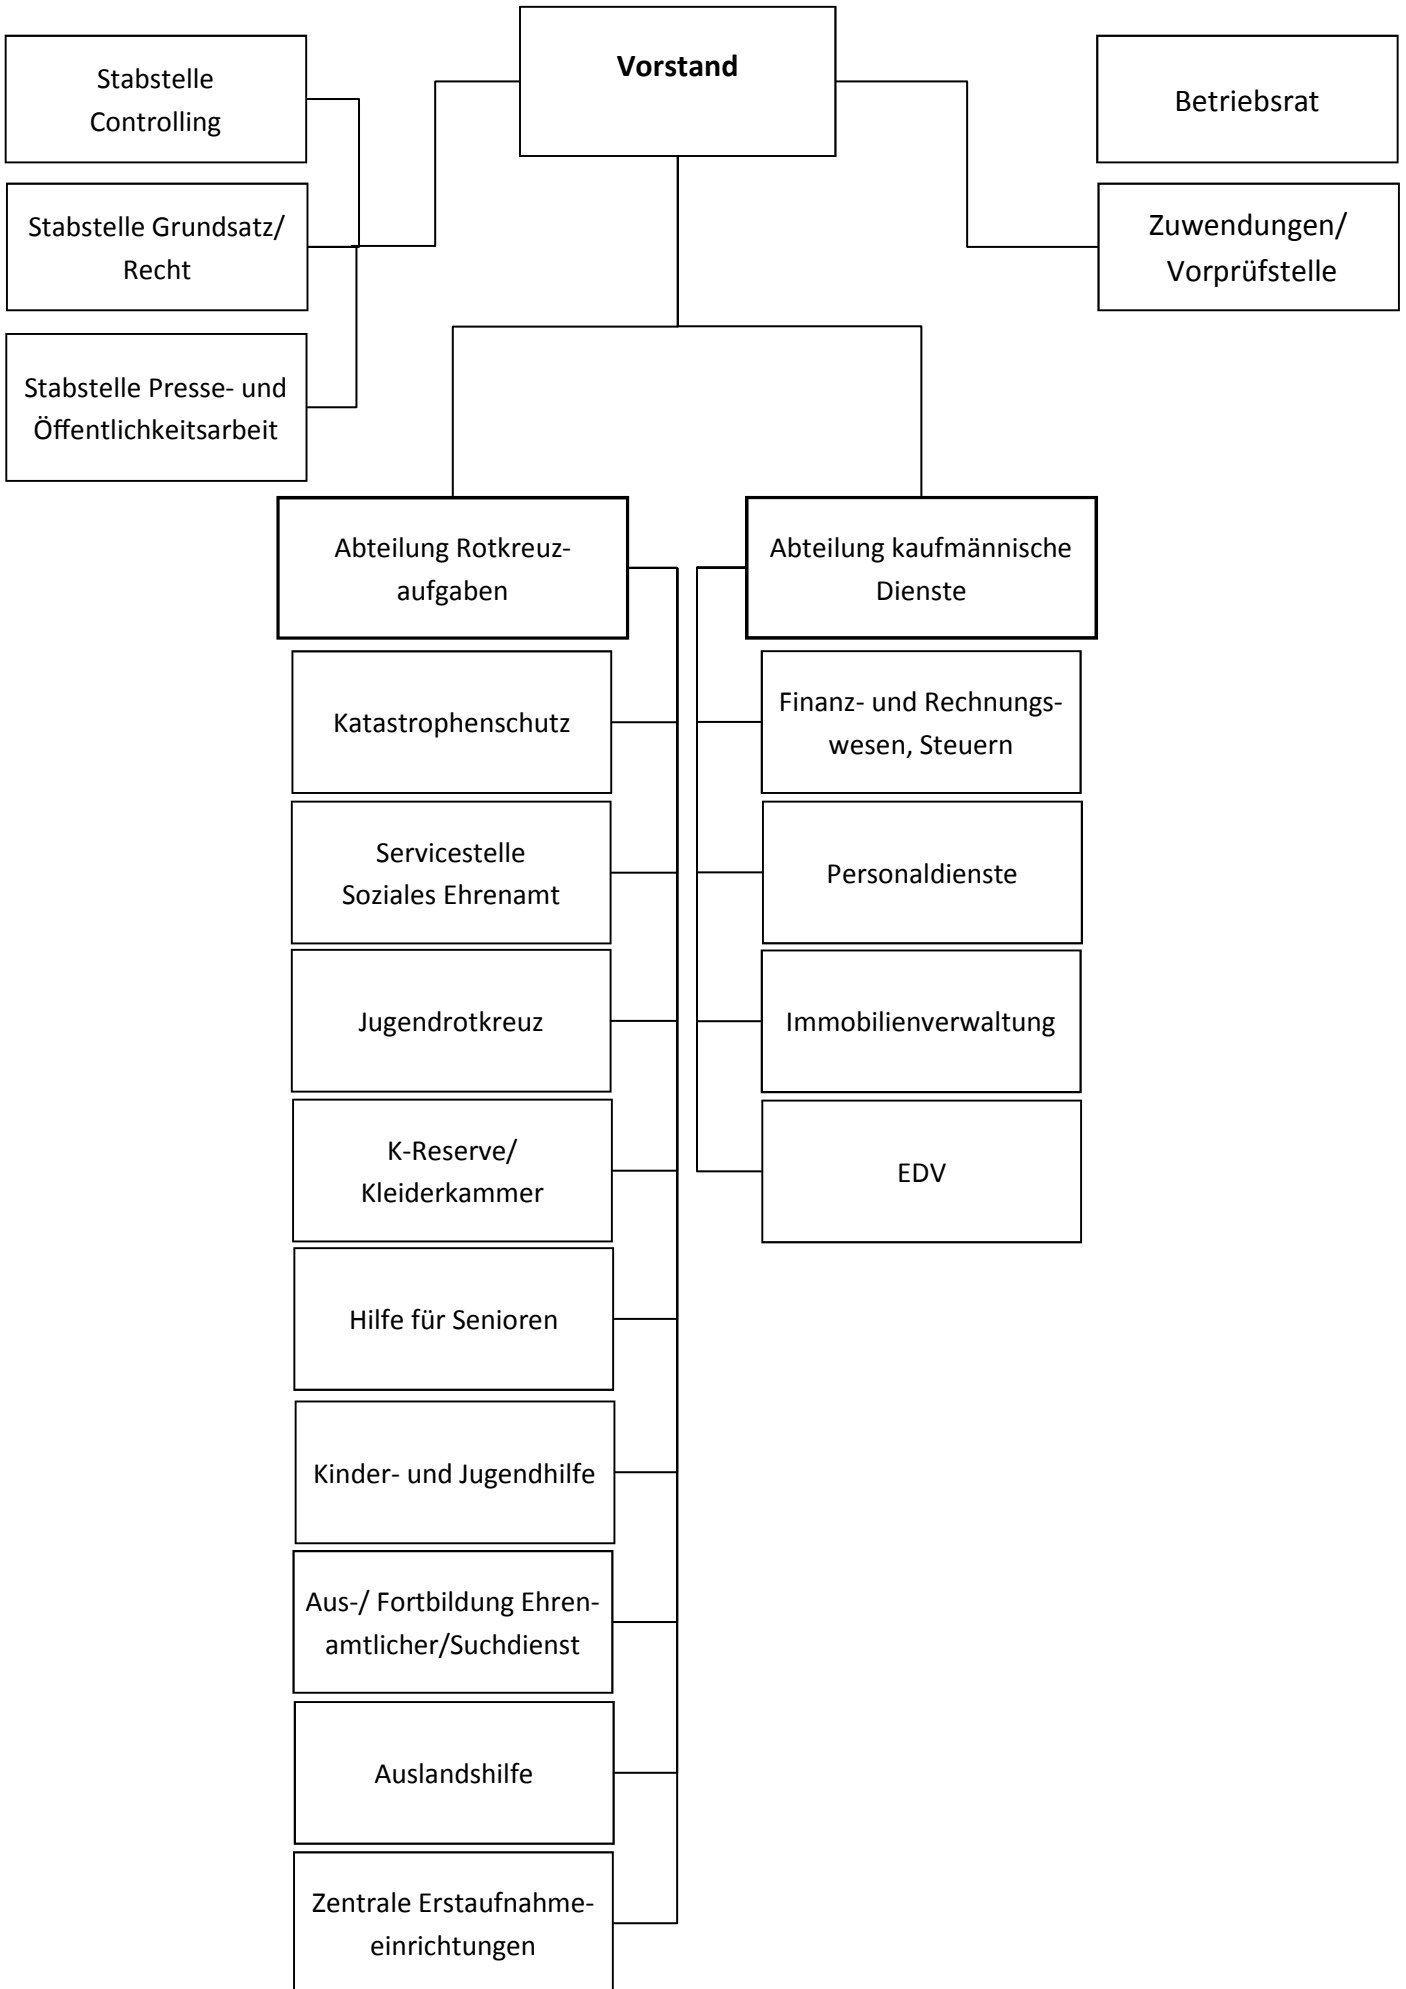 Vorstand
Stabstelle
Controlling
Betriebsrat
Stabstelle Grundsatz/
Recht
Zuwendungen/
Vorprüfstelle
Stabstelle Presse- und
Öffentlichkeitsarbeit
Abteilung Rotkreuz-
aufgaben
Katastrophenschutz
Servicestelle
Soziales Ehrenamt
Jugendrotkreuz
K-Reserve/
Kleiderkammer
Hilfe für Senioren
Kinder- und Jugendhilfe
Aus-/ Fortbildung Ehren-
amtlicher/Suchdienst
Auslandshilfe
Zentrale Erstaufnahme-
einrichtungen
Abteilung kaufmännische
Dienste
Finanz- und Rechnungs-
wesen, Steuern
Personaldienste
Immobilienverwaltung
EDV